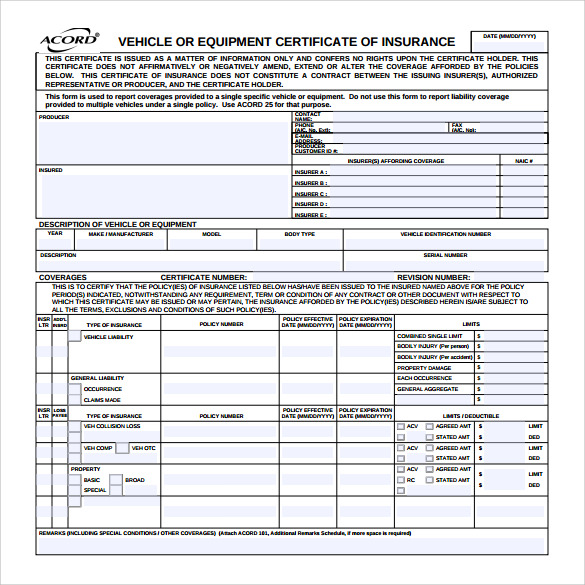 ACORD®
VEHICLE OR EQUIPMENT CERTIFICATE OF INSURANCE
DATE (MM/DD/YYYY)
THIS CERTIFICATE IS ISSUED AS A MATTER OF INFORMATION ONLY AND CONFERS NO RIGHTS UPON THE CERTIFICATE HOLDER. THIS
CERTIFICATE DOES NOT AFFIRMATIVELY OR NEGATIVELY AMEND, EXTEND OR ALTER THE COVERAGE AFFORDED BY THE POLICIES
BELOW. THIS CERTIFICATE OF INSURANCE DOES NOT CONSTITUTE A CONTRACT BETWEEN THE ISSUING INSURER(S), AUTHORIZED
REPRESENTATIVE OR PRODUCER, AND THE CERTIFICATE HOLDER.
This form is used to report coverages provided to a single specific vehicle or equipment. Do not use this form to report liability coverage
provided to multiple vehicles under a single policy. Use ACORD 25 for that purpose.
PRODUCER
CONTACT
NAME:
PHONE
(A/C, No, Ext):
FAX
(A/C, No):
E-MAIL
ADDRESS:
PRODUCER
CUSTOMER ID #:
INSURER(S) AFFORDING COVERAGE
NAIC #
INSURED
INSURER A :
INSURER B :
INSURER C :
INSURER D :
INSURER E :
DESCRIPTION OF VEHICLE OR EQUIPMENT
YEAR
MAKE / MANUFACTURER
MODEL
BODY TYPE
VEHICLE IDENTIFICATION NUMBER
DESCRIPTION
SERIAL NUMBER
COVERAGES
CERTIFICATE NUMBER:
REVISION NUMBER:
THIS IS TO CERTIFY THAT THE POLICY(IES) OF INSURANCE LISTED BELOW HAS/HAVE BEEN ISSUED TO THE INSURED NAMED ABOVE FOR THE POLICY
PERIOD(S) INDICATED, NOTWITHSTANDING ANY REQUIREMENT, TERM OR CONDITION OF ANY CONTRACT OR OTHER DOCUMENT WITH RESPECT TO
WHICH THIS CERTIFICATE MAY BE ISSUED OR MAY PERTAIN, THE INSURANCE AFFORDED BY THE POLICY(IES) DESCRIBED HEREIN IS/ARE SUBJECT TO
ALL THE TERMS, EXCLUSIONS AND CONDITIONS OF SUCH POLICY(IES).
INSR
LTR
ADD'L
INSRD
TYPE OF INSURANCE
POLICY NUMBER
POLICY EFFECTIVE
DATE (MM/DD/YYYY)
POLICY EXPIRATION
DATE (MM/DD/YYYY)
LIMITS
VEHICLE LIABILITY
COMBINED SINGLE LIMIT $
BODILY INJURY (Per person) $
BODILY INJURY (Per accident) $
PROPERTY DAMAGE $
GENERAL LIABILITY
EACH OCCURRENCE $
OCCURRENCE
GENERAL AGGREGATE $
CLAIMS MADE
$
INSR
LTR
LOSS
PAYEE
TYPE OF INSURANCE
POLICY NUMBER
POLICY EFFECTIVE
DATE (MM/DD/YYYY)
POLICY EXPIRATION
DATE (MM/DD/YYYY)
LIMITS / DEDUCTIBLE
VEH COLLISION LOSS
ACV AGREED AMT $ LIMIT
STATED AMT $ DED
VEH COMP VEH OTC
ACV AGREED AMT $ LIMIT
STATED AMT $ DED
PROPERTY
ACV AGREED AMT $ LIMIT
BASIC BROAD
RC STATED AMT $ DED
SPECIAL
REMARKS (INCLUDING SPECIAL CONDITIONS / OTHER COVERAGES) (Attach ACORD 101, Additional Remarks Schedule, if more space is required)